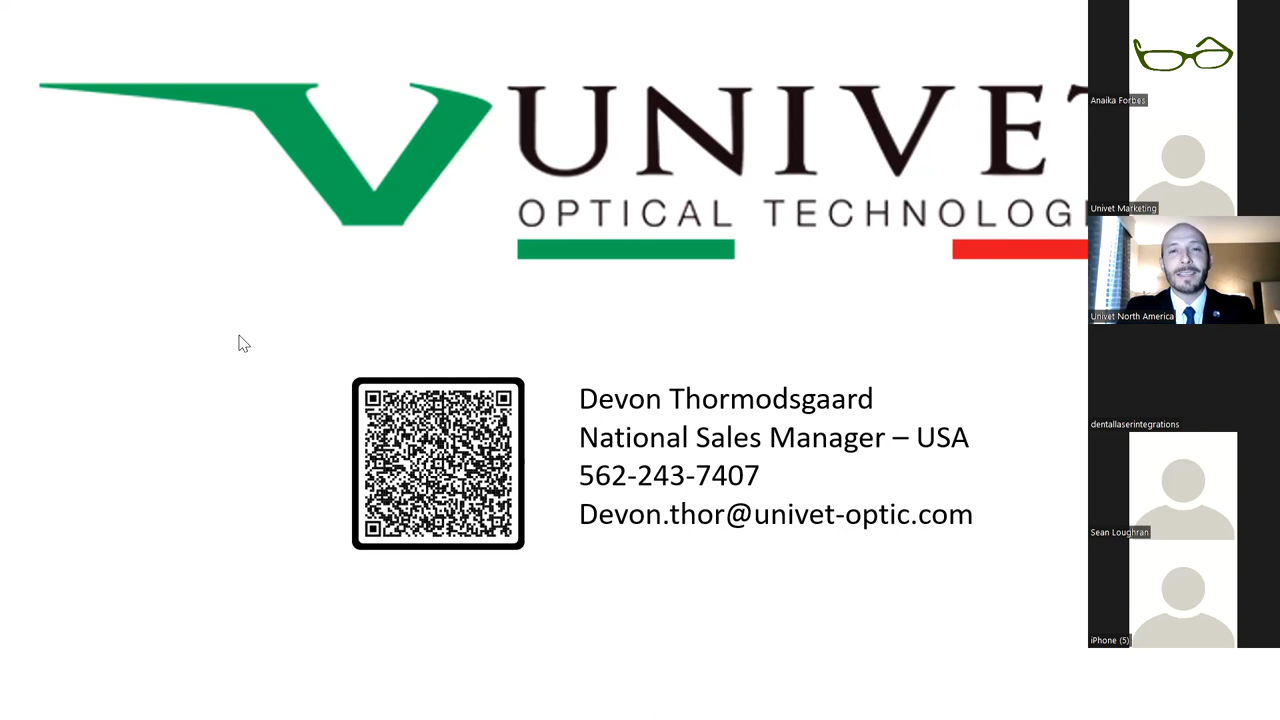 UNIVET
OPTICAL TECHNOLOG
Devon Thormodsgaard
National Sales Manager – USA
562-243-7407
Devon.thor@univet-optic.com
Anaika Forbes
Univet Marketing
Univet North America
dentallaserintegrations
Sean Loughran
iPhone (5)